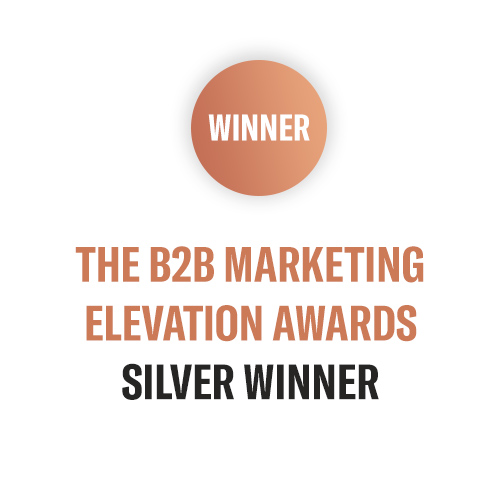 WINNER
THE B2B MARKETING
ELEVATION AWARDS
SILVER WINNER